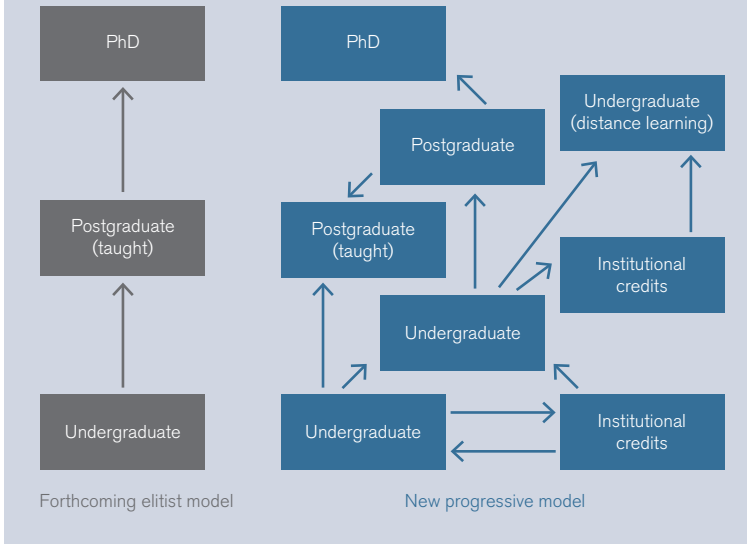 PhD
Postgraduate
(taught)
Undergraduate
Forthcoming elitist model
PhD
Postgraduate
Undergraduate
(distance learning)
Postgraduate
(taught)
Institutional
credits
Undergraduate
Undergraduate
Institutional
credits
New progressive model